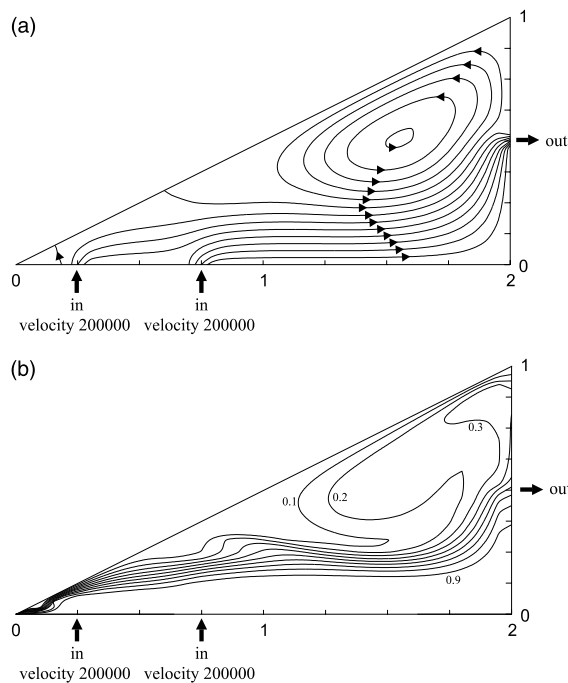 (a)
1
out
0
0
1
2
in
in
velocity 200000
velocity 200000
(b)
1
0.3
0.1
0.2
ou
0.9
0
0
1
2
in
in
velocity 200000
velocity 200000